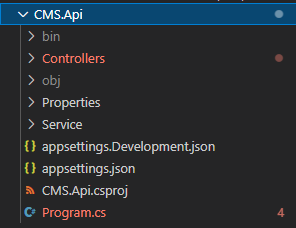 CMS.Api
bin
Controllers
obj
Properties
Service
{} appsettings.Development.json
{} appsettings.json
CMS.Api.csproj
C# Program.cs 4